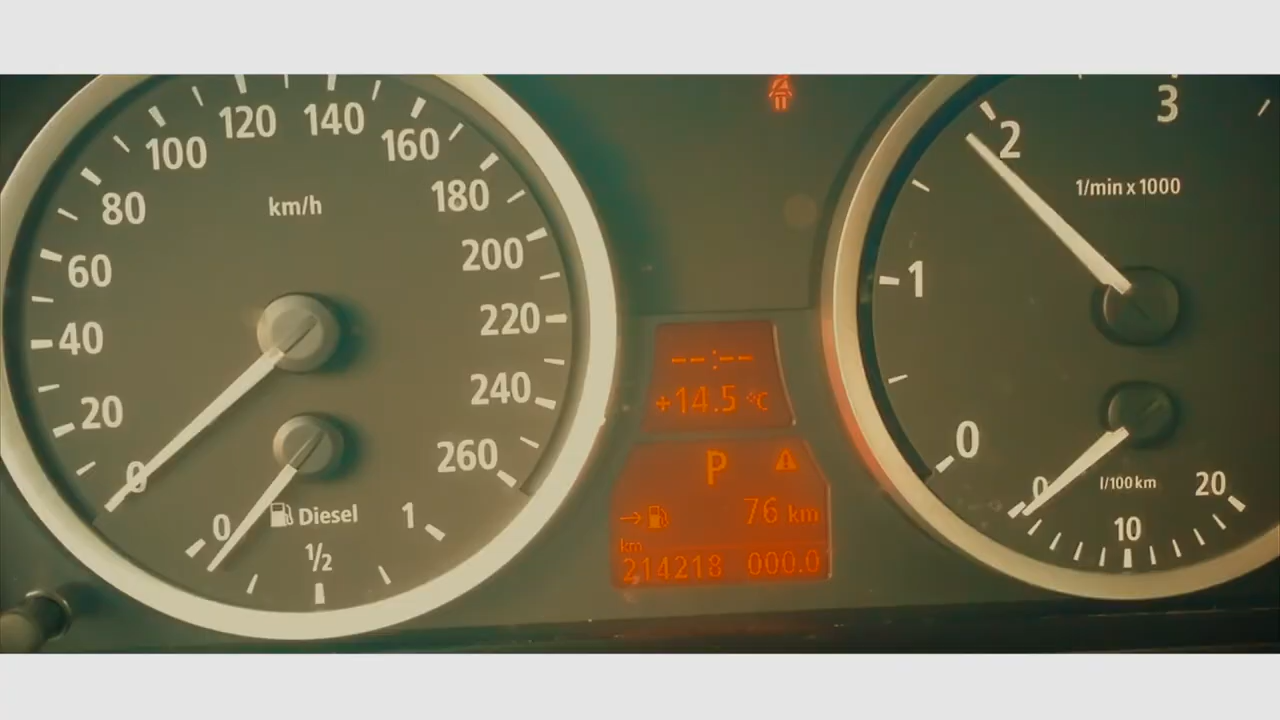 120 140
100 160
80 180
km/h
60 200
40 220
20 240
0 260
0 Diesel 1
1/2
--:--
+14.5 °C
P
→ 76 km
km
214218 000.0
3
2
1/min x 1000
1
0
0 l/100km 20
10